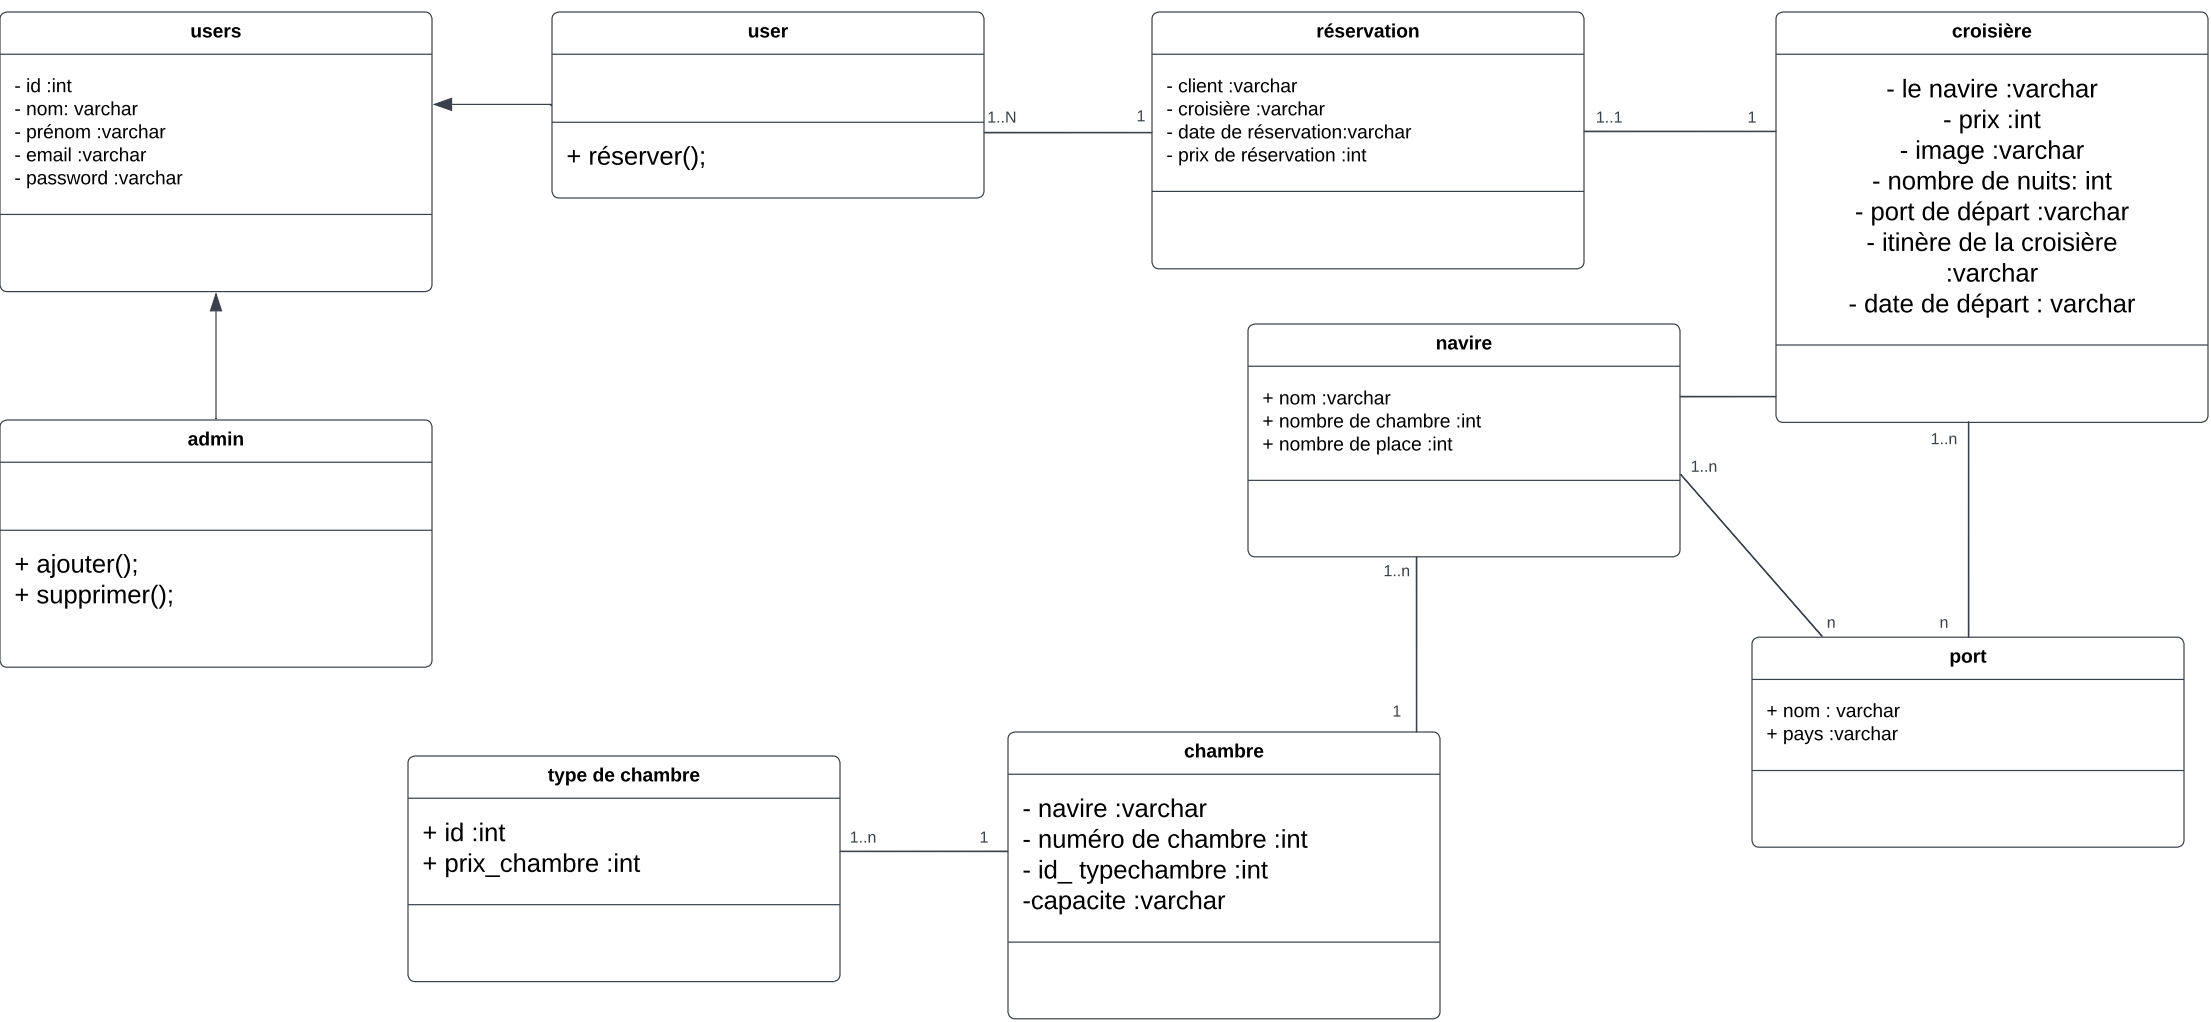 users
- id :int
- nom: varchar
- prénom :varchar
- email :varchar
- password :varchar
user
+ réserver();
1..N
1
réservation
- client :varchar
- croisière :varchar
- date de réservation:varchar
- prix de réservation :int
1..1
1
croisière
- le navire :varchar
- prix :int
- image :varchar
- nombre de nuits: int
- port de départ :varchar
- itinère de la croisière
:varchar
- date de départ : varchar
navire
+ nom :varchar
+ nombre de chambre :int
+ nombre de place :int
admin
+ ajouter();
+ supprimer();
1..n
1..n
1..n
n
n
port
+ nom : varchar
+ pays :varchar
1
type de chambre
+ id :int
+ prix_chambre :int
1..n
1
chambre
- navire :varchar
- numéro de chambre :int
- id_ typechambre :int
-capacite :varchar